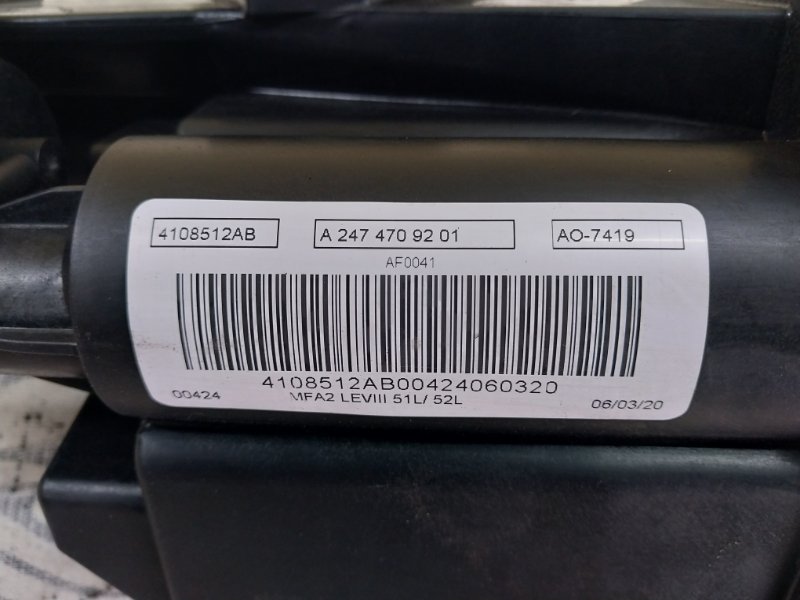 4108512AB A 247 470 92 01 AO-7419
AF0041
4108512AB00424060320
00424 MFA2 LEVIII 51L/ 52L 06/03/20